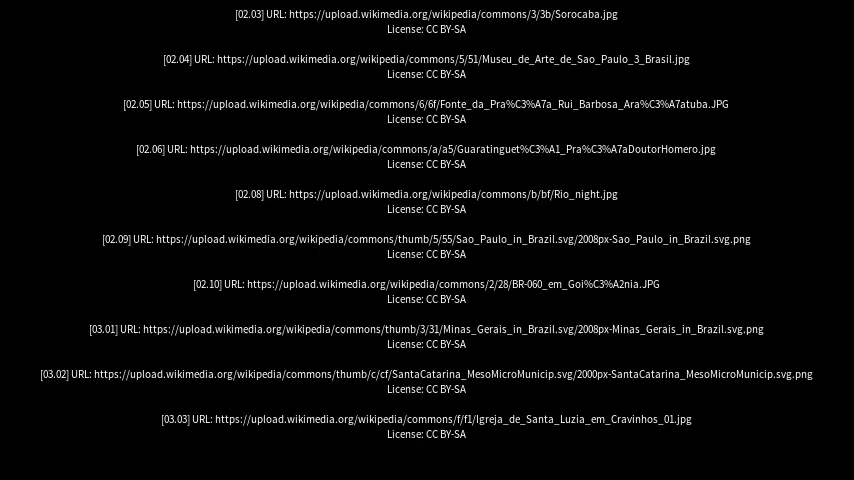 [02.03] URL: https://upload.wikimedia.org/wikipedia/commons/3/3b/Sorocaba.jpg
License: CC BY-SA
[02.04] URL: https://upload.wikimedia.org/wikipedia/commons/5/51/Museu_de_Arte_de_Sao_Paulo_3_Brasil.jpg
License: CC BY-SA
[02.05] URL: https://upload.wikimedia.org/wikipedia/commons/6/6f/Fonte_da_Pra%C3%A7a_Rui_Barbosa_Ara%C3%A7atuba.JPG
License: CC BY-SA
[02.06] URL: https://upload.wikimedia.org/wikipedia/commons/a/a5/Guaratinguet%C3%A1_Pra%C3%A7aDoutorHomero.jpg
License: CC BY-SA
[02.08] URL: https://upload.wikimedia.org/wikipedia/commons/b/bf/Rio_night.jpg
License: CC BY-SA
[02.09] URL: https://upload.wikimedia.org/wikipedia/commons/thumb/5/55/Sao_Paulo_in_Brazil.svg/2008px-Sao_Paulo_in_Brazil.svg.png
License: CC BY-SA
[02.10] URL: https://upload.wikimedia.org/wikipedia/commons/2/28/BR-060_em_Goi%C3%A2nia.JPG
License: CC BY-SA
[03.01] URL: https://upload.wikimedia.org/wikipedia/commons/thumb/3/31/Minas_Gerais_in_Brazil.svg/2008px-Minas_Gerais_in_Brazil.svg.png
License: CC BY-SA
[03.02] URL: https://upload.wikimedia.org/wikipedia/commons/thumb/c/cf/SantaCatarina_MesoMicroMunicip.svg/2000px-SantaCatarina_MesoMicroMunicip.svg.png
License: CC BY-SA
[03.03] URL: https://upload.wikimedia.org/wikipedia/commons/f/f1/Igreja_de_Santa_Luzia_em_Cravinhos_01.jpg
License: CC BY-SA